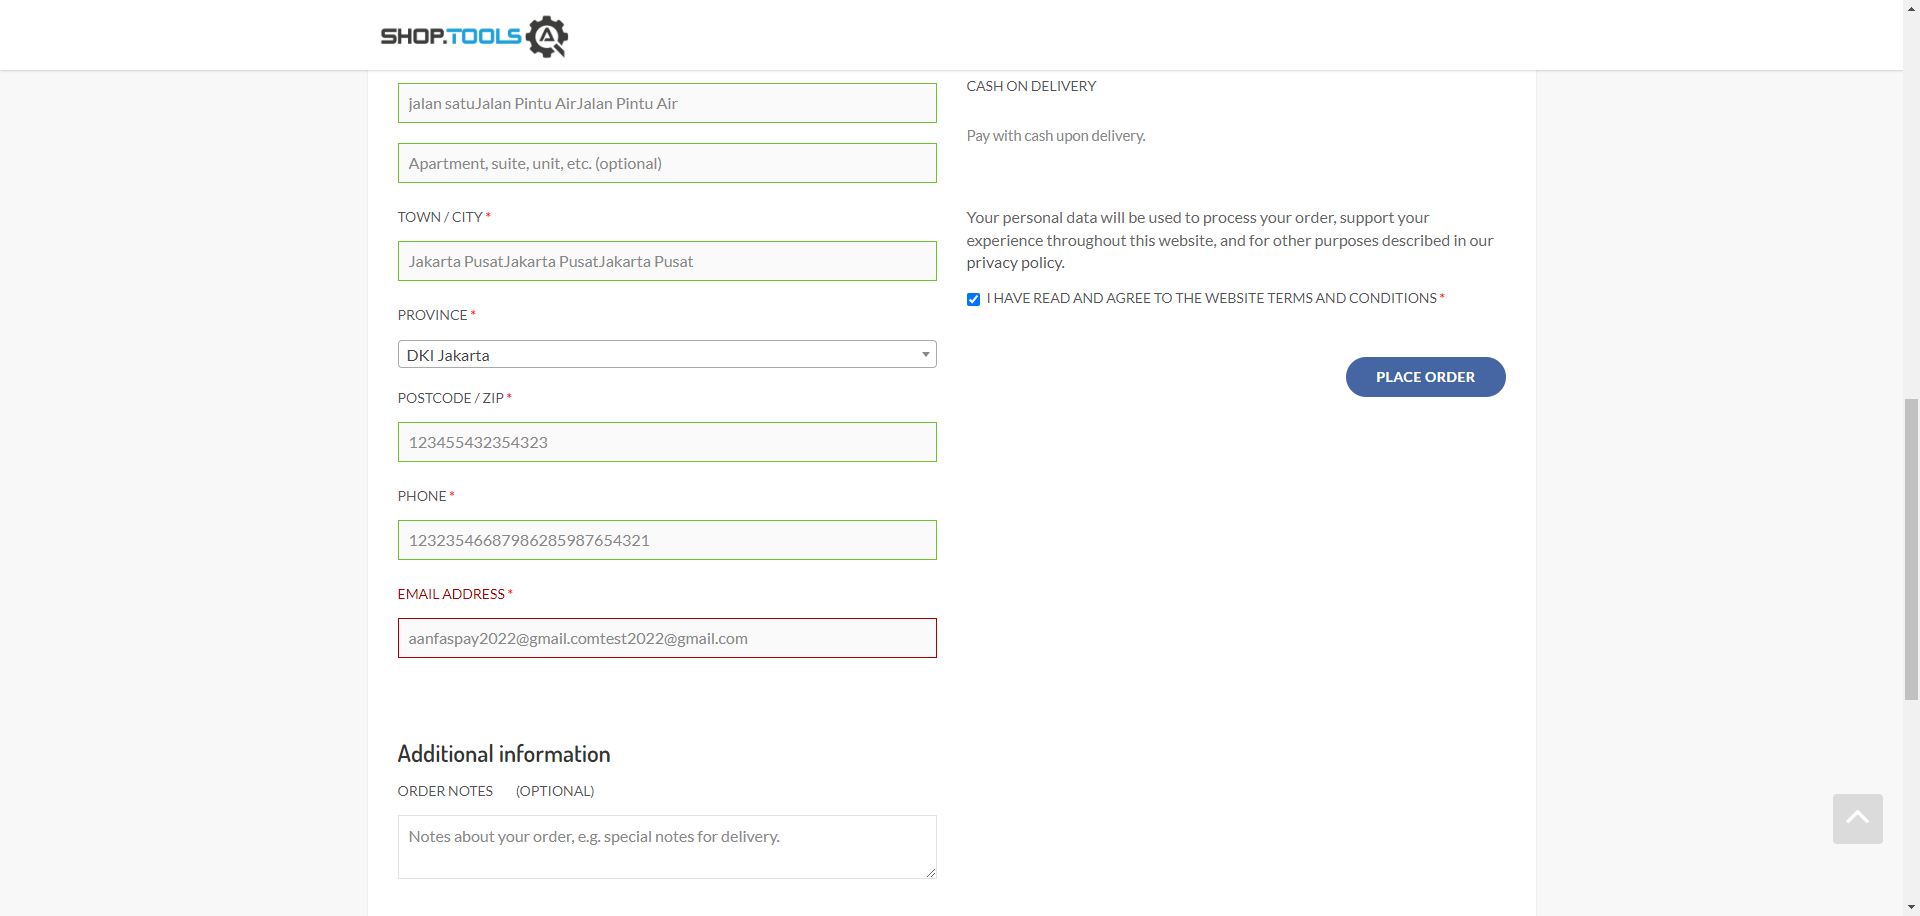 SHOP.TOOLS
jalan satuJalan Pintu AirJalan Pintu Air
Apartment, suite, unit, etc. (optional)
TOWN / CITY *
Jakarta PusatJakarta PusatJakarta Pusat
PROVINCE *
DKI Jakarta
POSTCODE / ZIP *
123455432354323
PHONE *
12323546687986285987654321
EMAIL ADDRESS *
aanfaspay2022@gmail.comtest2022@gmail.com
Additional information
ORDER NOTES (OPTIONAL)
Notes about your order, e.g. special notes for delivery.
CASH ON DELIVERY
Pay with cash upon delivery.
Your personal data will be used to process your order, support your
experience throughout this website, and for other purposes described in our
privacy policy.
I HAVE READ AND AGREE TO THE WEBSITE TERMS AND CONDITIONS *
PLACE ORDER